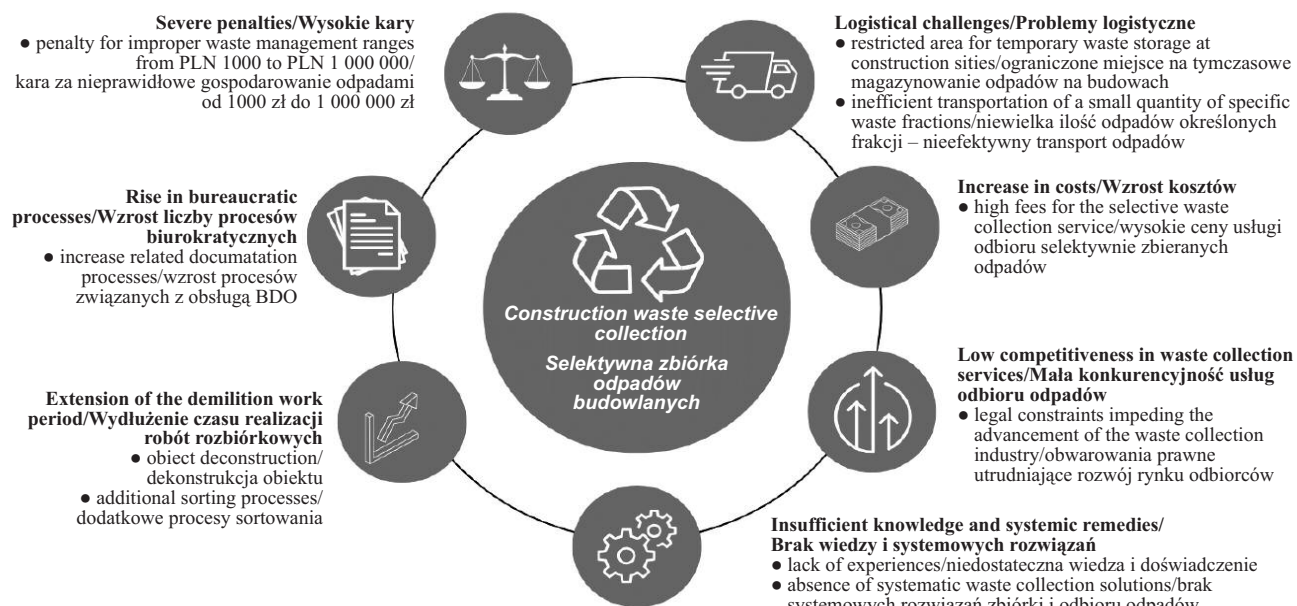 Severe penalties/Wysokie kary
● penalty for improper waste management ranges
from PLN 1000 to PLN 1 000 000/
kara za nieprawidłowe gospodarowanie odpadami
od 1000 zł do 1 000 000 zł
Logistical challenges/Problemy logistyczne
● restricted area for temporary waste storage at
construction sities/ograniczone miejsce na tymczasowe
magazynowanie odpadów na budowach
● inefficient transportation of a small quantity of specific
waste fractions/niewielka ilość odpadów określonych
frakcji – nieefektywny transport odpadów
Rise in bureaucratic
processes/Wzrost liczby procesów
biurokratycznych
● increase related documatation
processes/wzrost procesów
związanych z obsługą BDO
Increase in costs/Wzrost kosztów
● high fees for the selective waste
collection service/wysokie ceny usługi
odbioru selektywnie zbieranych
odpadów
Construction waste selective
collection
Selektywna zbiórka
odpadów
budowlanych
Extension of the demilition work
period/Wydłużenie czasu realizacji
robót rozbiórkowych
● obiect deconstruction/
dekonstrukcja obiektu
● additional sorting processes/
dodatkowe procesy sortowania
Low competitiveness in waste collection
services/Mała konkurencyjność usług
odbioru odpadów
● legal constraints impeding the
advancement of the waste collection
industry/obwarowania prawne
utrudniające rozwój rynku odbiorców
Insufficient knowledge and systemic remedies/
Brak wiedzy i systemowych rozwiązań
● lack of experiences/niedostateczna wiedza i doświadczenie
● absence of systematic waste collection solutions/brak
systemowych rozwiązań zbiórki i odbioru odpadów